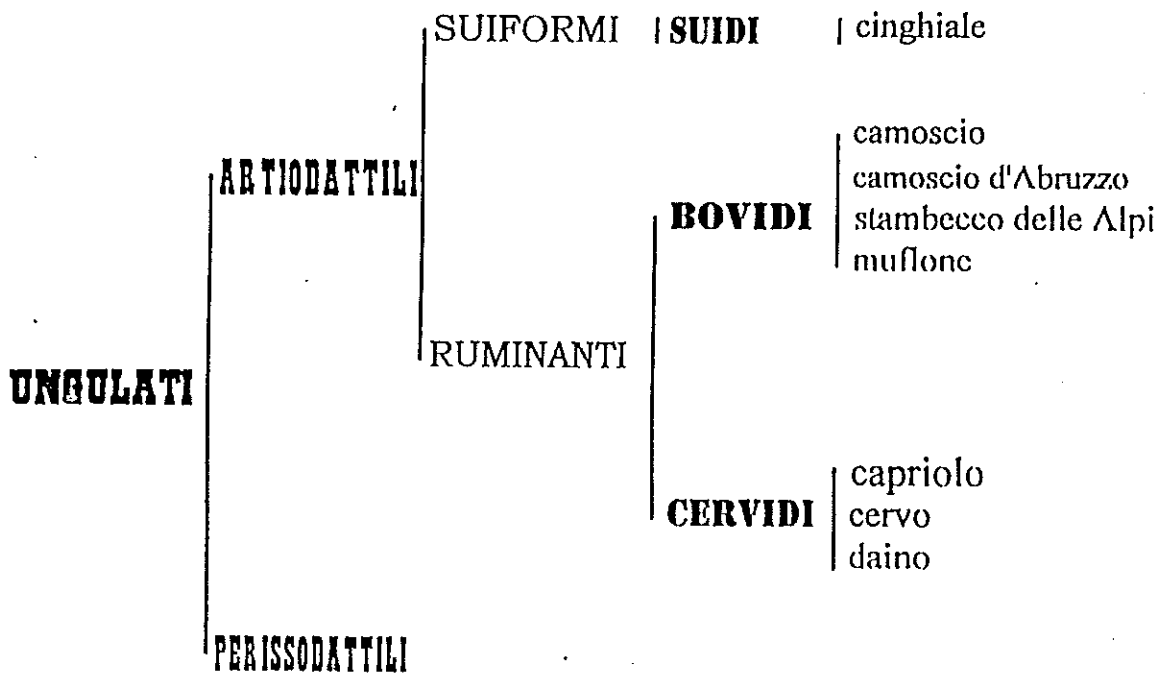 SUIFORMI SUIDI cinghiale
camoscio
ARTIODATTILI camoscio d'Abruzzo
BOVIDI stambecco delle Alpi
muflone
RUMINANTI
UNGULATI
capriolo
CERVIDI cervo
daino
PERISSODATTILI